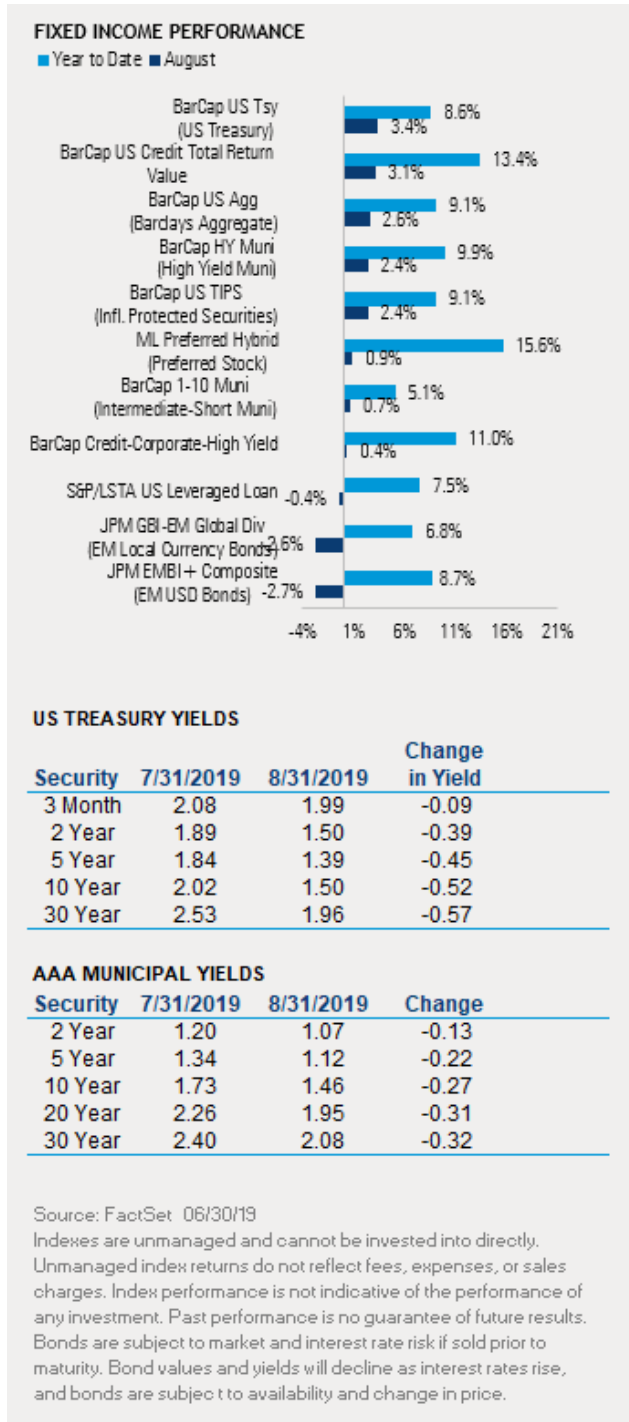 FIXED INCOME PERFORMANCE
Year to Date August
BarCap US Tsy
(US Treasury)
8.6%
3.4%
BarCap US Credit Total Return
Value
13.4%
3.1%
BarCap US Agg
(Barclays Aggregate)
9.1%
2.6%
BarCap HY Muni
(High Yield Muni)
9.9%
2.4%
BarCap US TIPS
(Infl. Protected Securities)
9.1%
2.4%
ML Preferred Hybrid
(Preferred Stock)
15.6%
0.9%
BarCap 1-10 Muni
(Intermediate-Short Muni)
5.1%
0.7%
BarCap Credit-Corporate-High Yield
11.0%
0.4%
S&P/LSTA US Leveraged Loan
7.5%
-0.4%
JPM GBI-EM Global Div
(EM Local Currency Bonds)
6.8%
-2.6%
JPM EMBI+ Composite
(EM USD Bonds)
8.7%
-2.7%
-4% 1% 6% 11% 16% 21%
US TREASURY YIELDS
Change
Security 7/31/2019 8/31/2019 in Yield
3 Month 2.08 1.99 -0.09
2 Year 1.89 1.50 -0.39
5 Year 1.84 1.39 -0.45
10 Year 2.02 1.50 -0.52
30 Year 2.53 1.96 -0.57
AAA MUNICIPAL YIELDS
Security 7/31/2019 8/31/2019 Change
2 Year 1.20 1.07 -0.13
5 Year 1.34 1.12 -0.22
10 Year 1.73 1.46 -0.27
20 Year 2.26 1.95 -0.31
30 Year 2.40 2.08 -0.32
Source: FactSet 06/30/19
Indexes are unmanaged and cannot be invested into directly.
Unmanaged index returns do not reflect fees, expenses, or sales
charges. Index performance is not indicative of the performance of
any investment. Past performance is no guarantee of future results.
Bonds are subject to market and interest rate risk if sold prior to
maturity. Bond values and yields will decline as interest rates rise,
and bonds are subject to availability and change in price.